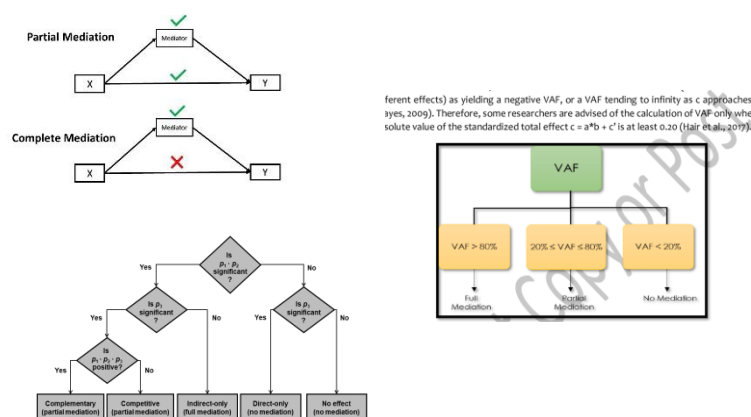 Partial Mediation
Mediator
X
Y
Complete Mediation
Mediator
X
Y
Is
p₁ · p₂
significant
?
Yes
No
Is p₃
significant
?
Is p₃
significant
?
Yes
No
Yes
No
Is
p₁ · p₂ · p₃
positive?
Yes
No
Complementary
(partial mediation)
Competitive
(partial mediation)
Indirect-only
(full mediation)
Direct-only
(no mediation)
No effect
(no mediation)
ferent effects) as yielding a negative VAF, or a VAF tending to infinity as c approaches
ayes, 2009). Therefore, some researchers are advised of the calculation of VAF only whe
solute value of the standardized total effect c = a*b + c' is at least 0.20 (Hair et al., 2017).
VAF
VAF > 80%
20% ≤ VAF ≤ 80%
VAF < 20%
Full
Mediation
Partial
Mediation
No Mediation
Copy or Post